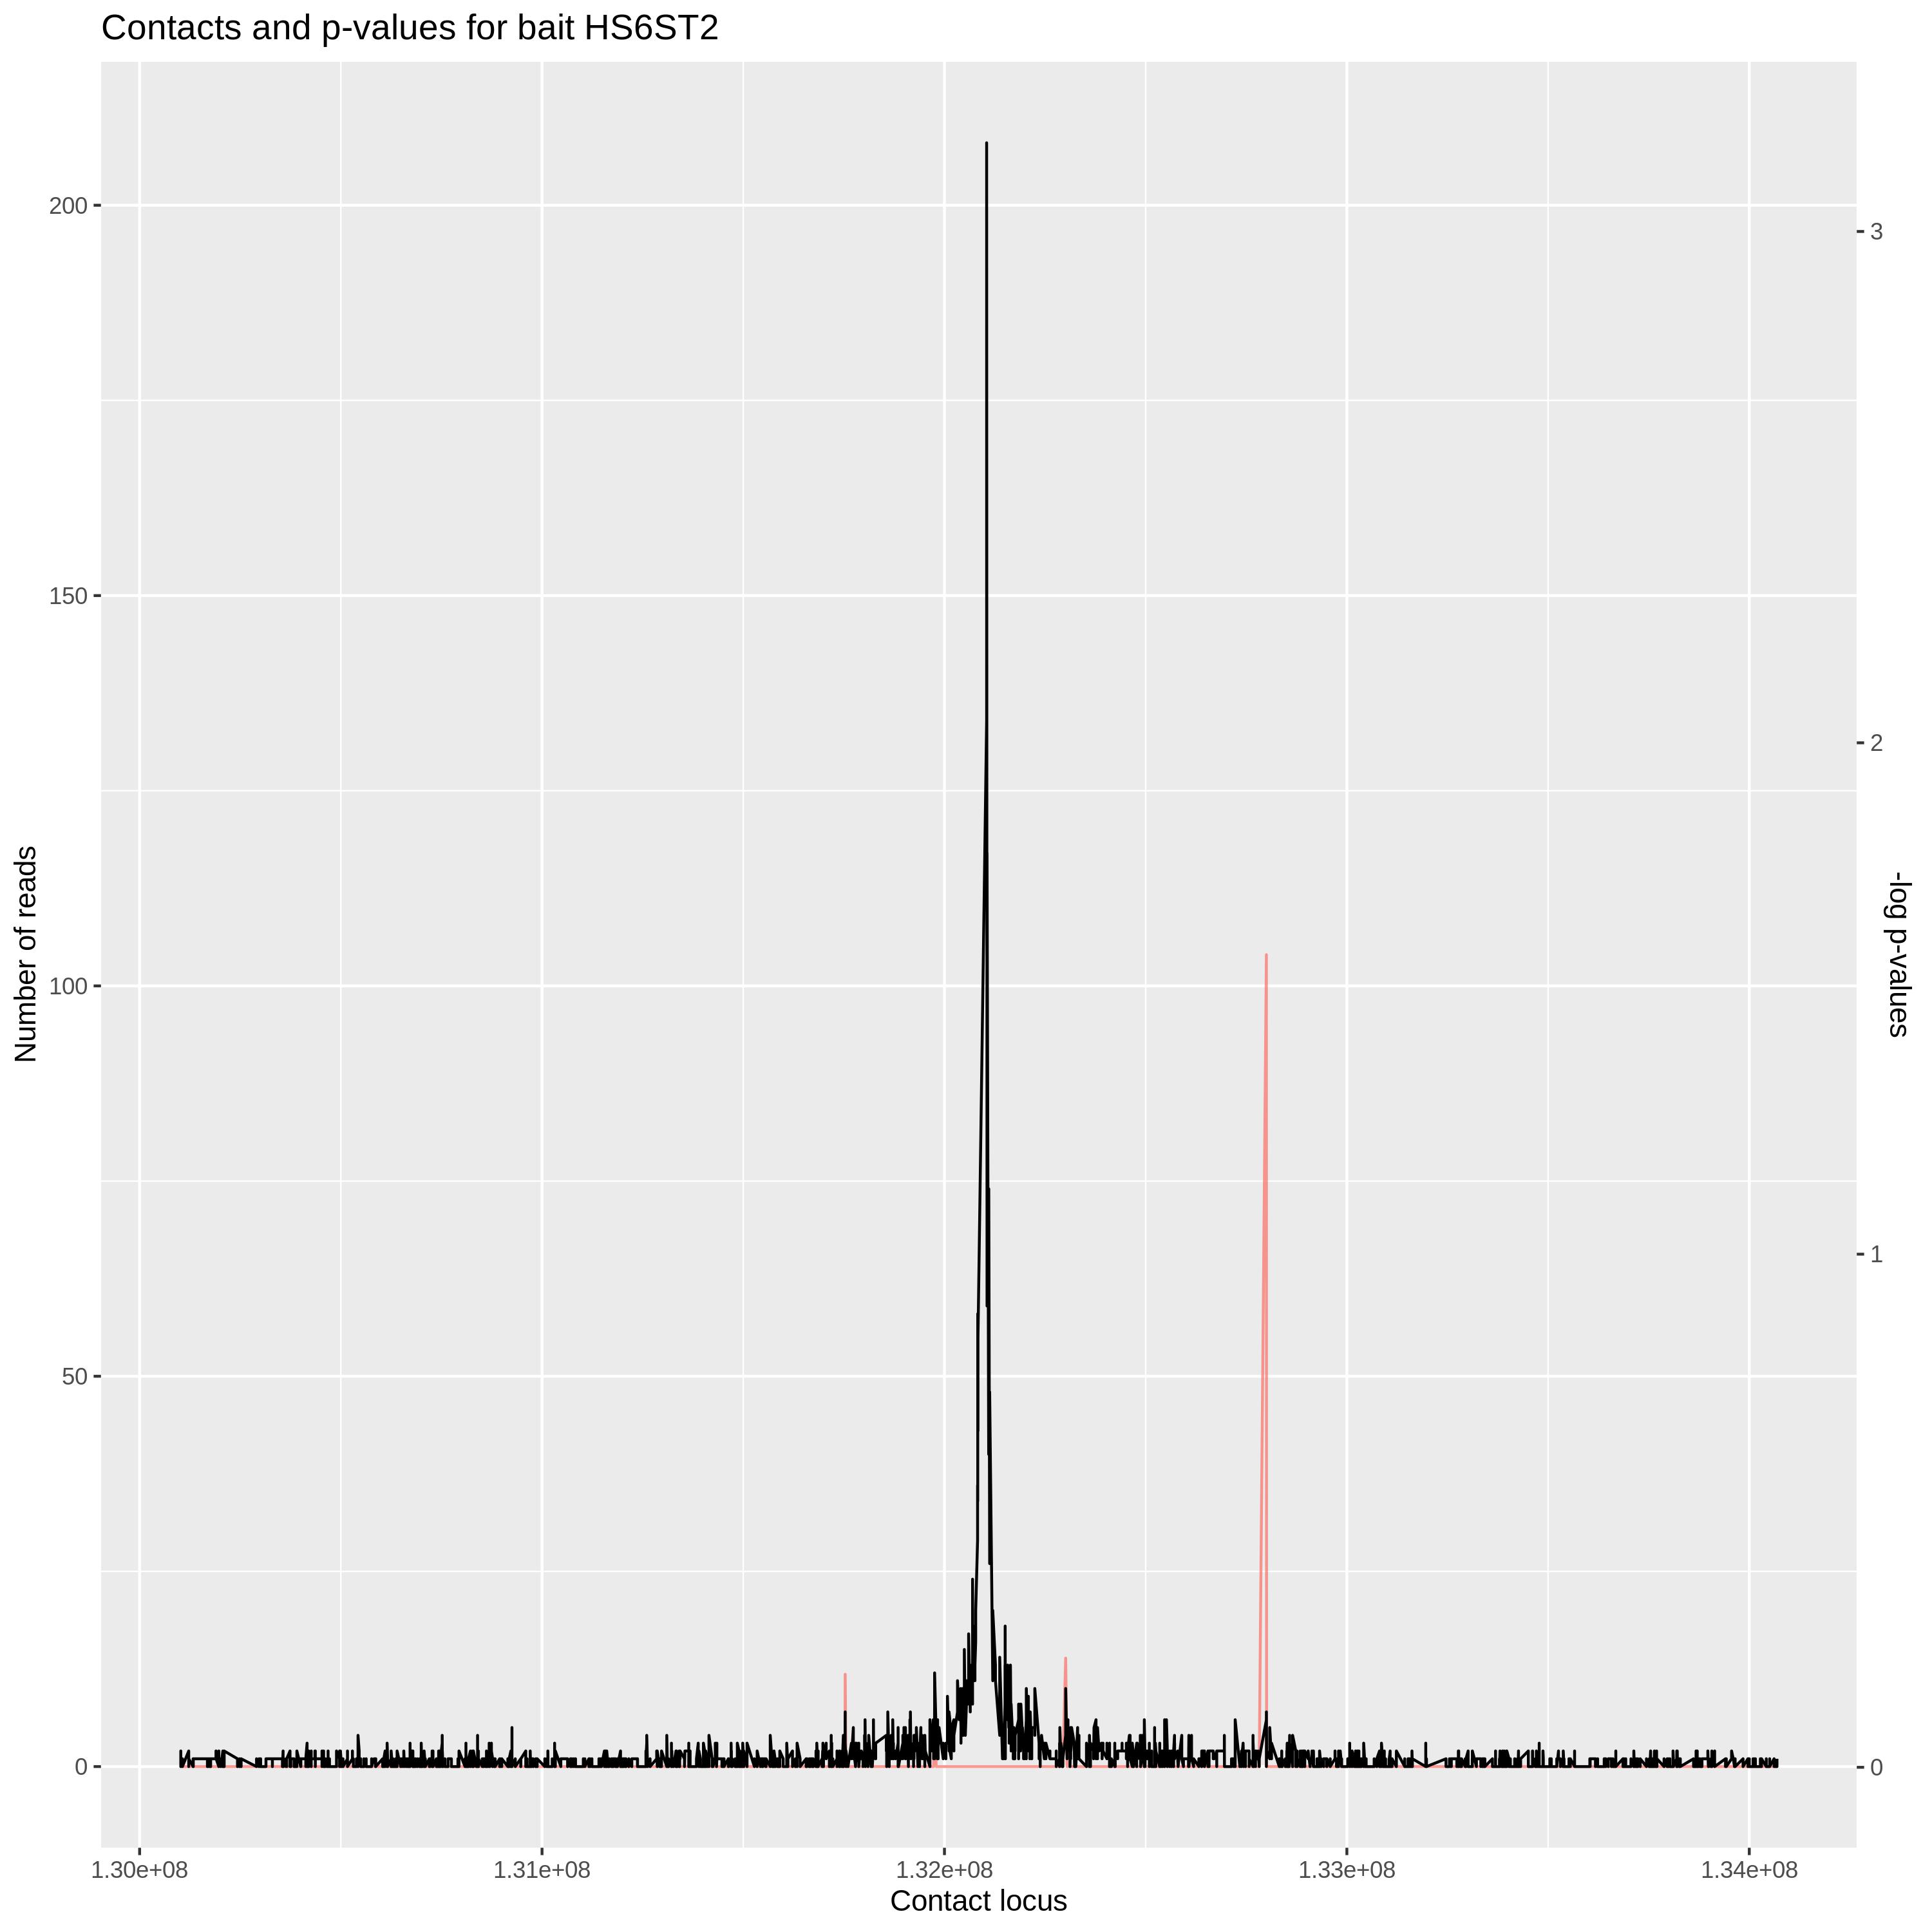 Contacts and p-values for bait HS6ST2
200
150
100
50
0
Number of reads
3
2
1
0
-log p-values
1.30e+08 1.31e+08 1.32e+08 1.33e+08 1.34e+08
Contact locus